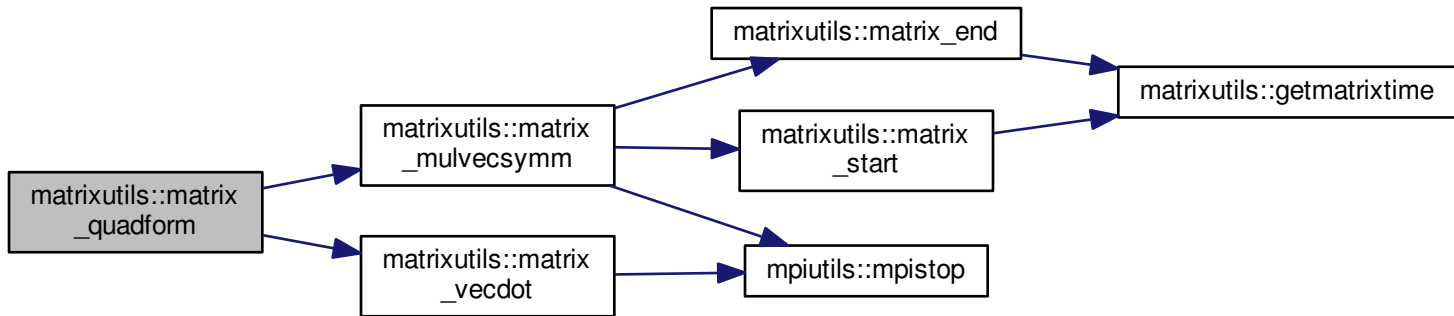 matrixutils::matrix
_quadform
matrixutils::matrix
_mulvecsymm
matrixutils::matrix
_vecdot
matrixutils::matrix_end
matrixutils::matrix
_start
mpiutils::mpistop
matrixutils::getmatrixtime